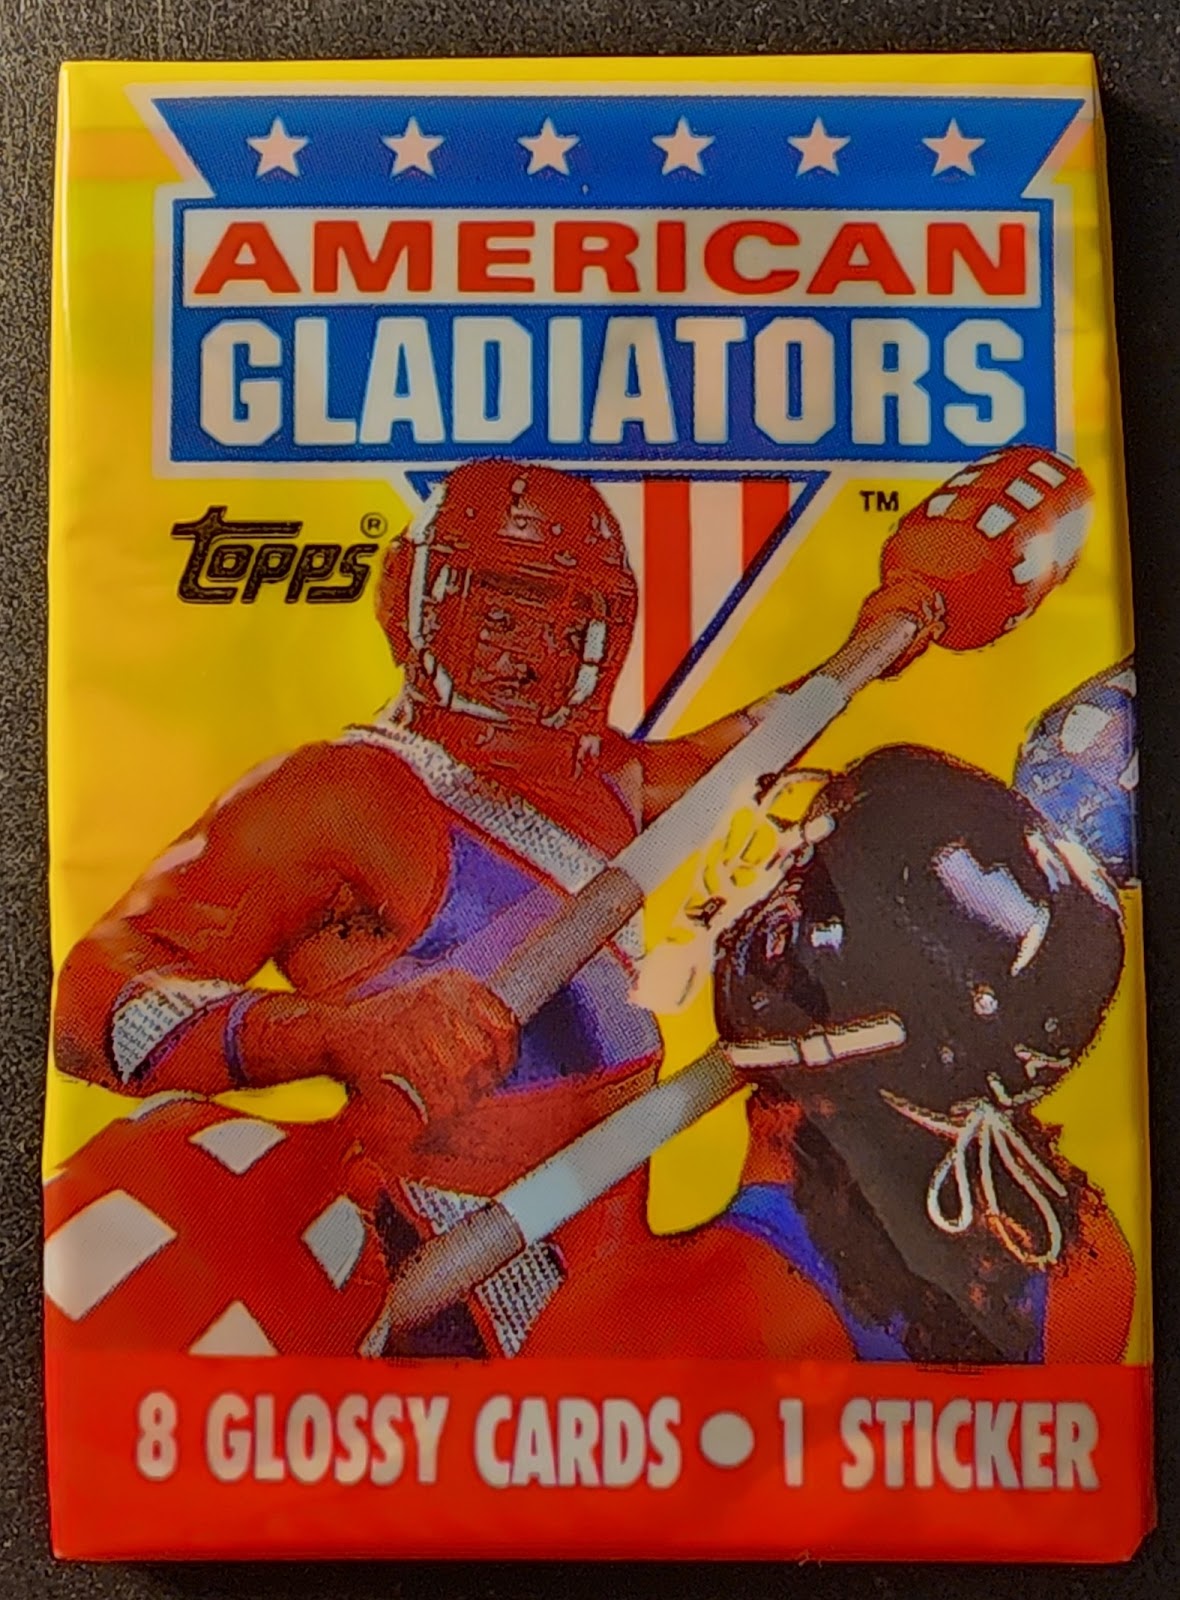 AMERICAN
GLADIATORS
TM
Topps®
8 GLOSSY CARDS • 1 STICKER